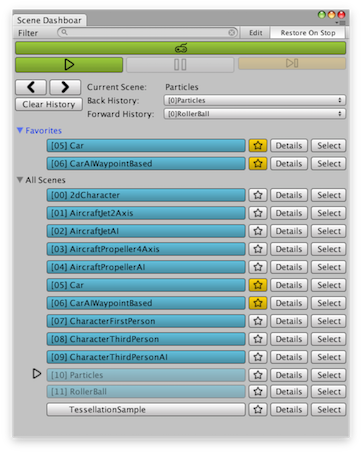 Scene Dashboar
Filter Edit Restore On Stop
Current Scene: Particles
Clear History Back History: [0]Particles
Forward History: [0]RollerBall
Favorites
[05] Car Details Select
[06] CarAIWaypointBased Details Select
All Scenes
[00] 2dCharacter Details Select
[01] AircraftJet2Axis Details Select
[02] AircraftJetAI Details Select
[03] AircraftPropeller4Axis Details Select
[04] AircraftPropellerAI Details Select
[05] Car Details Select
[06] CarAIWaypointBased Details Select
[07] CharacterFirstPerson Details Select
[08] CharacterThirdPerson Details Select
[09] CharacterThirdPersonAI Details Select
[10] Particles Details Select
[11] RollerBall Details Select
TessellationSample Details Select